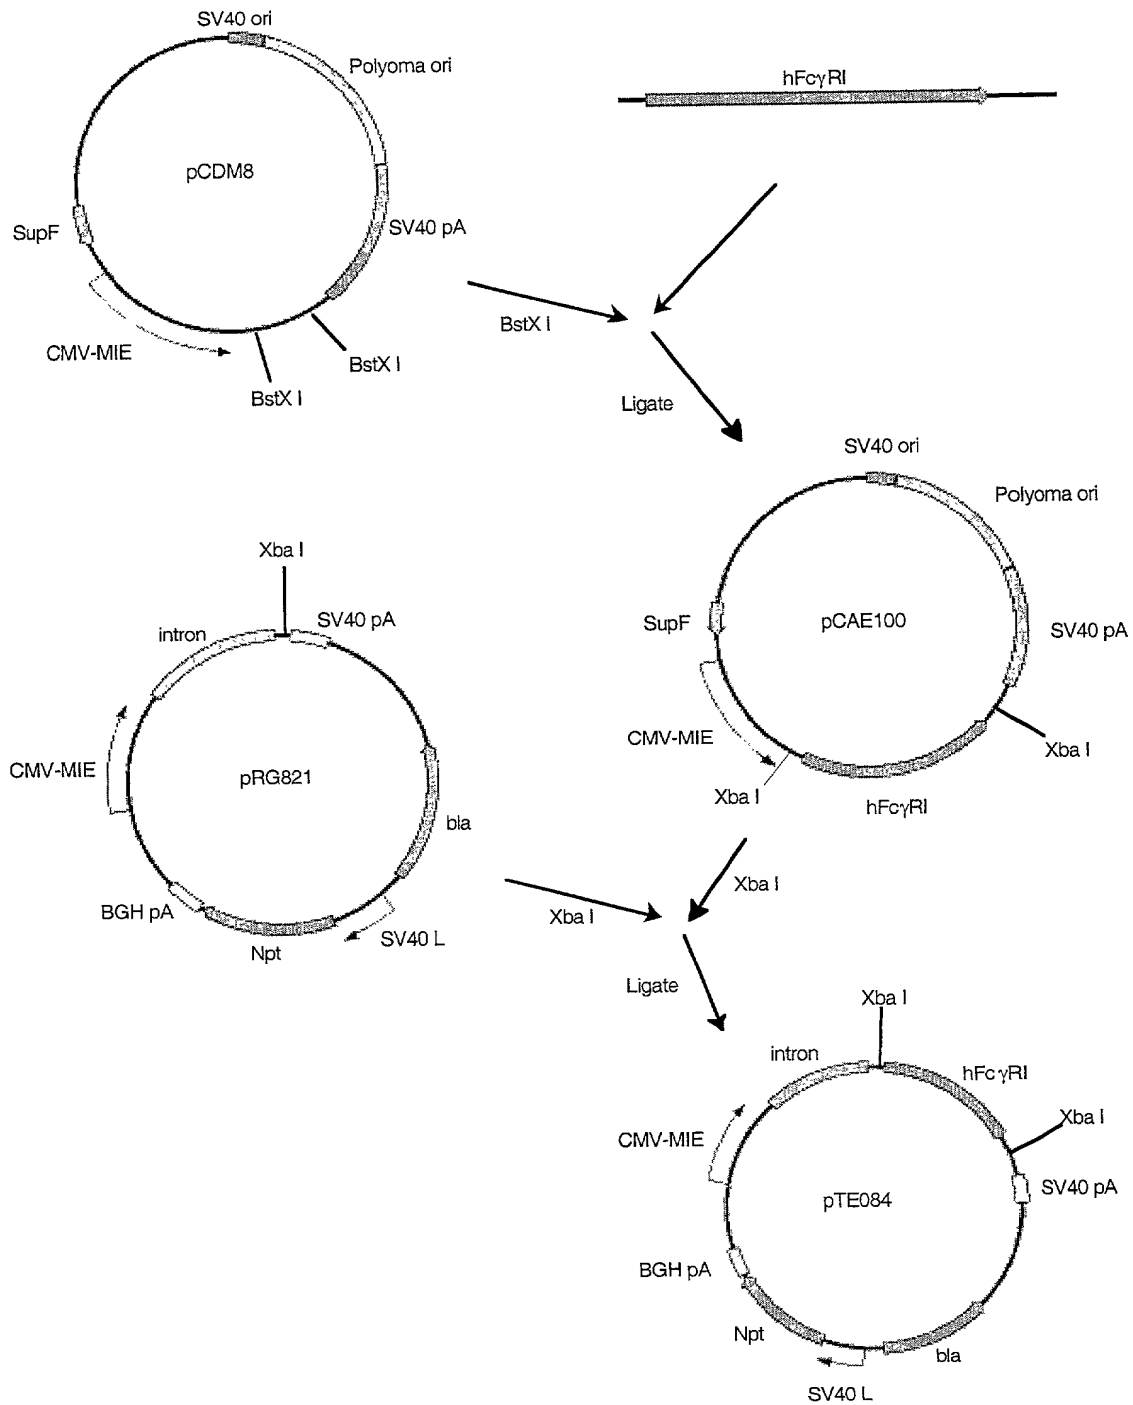 SV40 ori
Polyoma ori
hFcγRI
pCDM8
SupF
SV40 pA
CMV-MIE
BstX I
BstX I
BstX I
Ligate
SV40 ori
Polyoma ori
SupF
pCAE100
SV40 pA
CMV-MIE
Xba I
Xba I
hFcγRI
Xba I
intron
SV40 pA
CMV-MIE
pRG821
bla
BGH pA
Npt
SV40 L
Xba I
Xba I
Ligate
Xba I
intron
hFcγRI
Xba I
CMV-MIE
SV40 pA
pTE084
BGH pA
Npt
bla
SV40 L